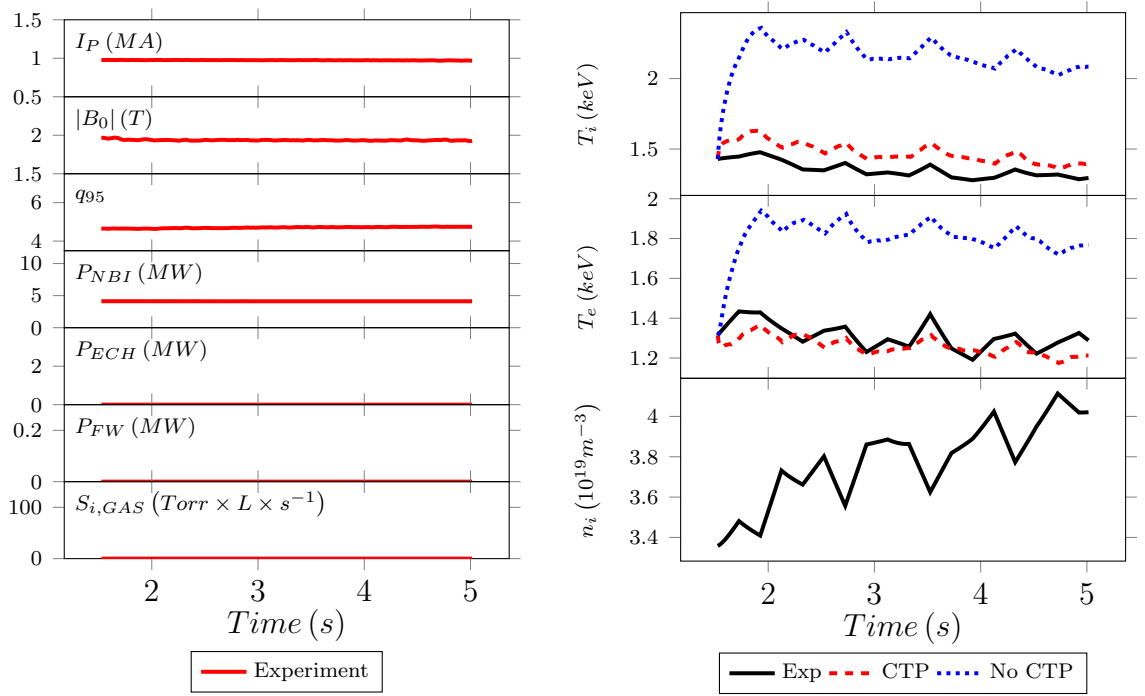 1.5
I_P (MA)
1
0.5
|B_0| (T)
2
1.5
q_95
6
4
P_NBI (MW)
10
5
0
P_ECH (MW)
2
0
P_FW (MW)
0.2
0
S_i,GAS (Torr × L × s^−1)
100
0
2 3 4 5
Time (s)
Experiment
T_i (keV)
2
1.5
T_e (keV)
2
1.8
1.6
1.4
1.2
n_i (10^19 m^−3)
4
3.8
3.6
3.4
2 3 4 5
Time (s)
Exp CTP No CTP